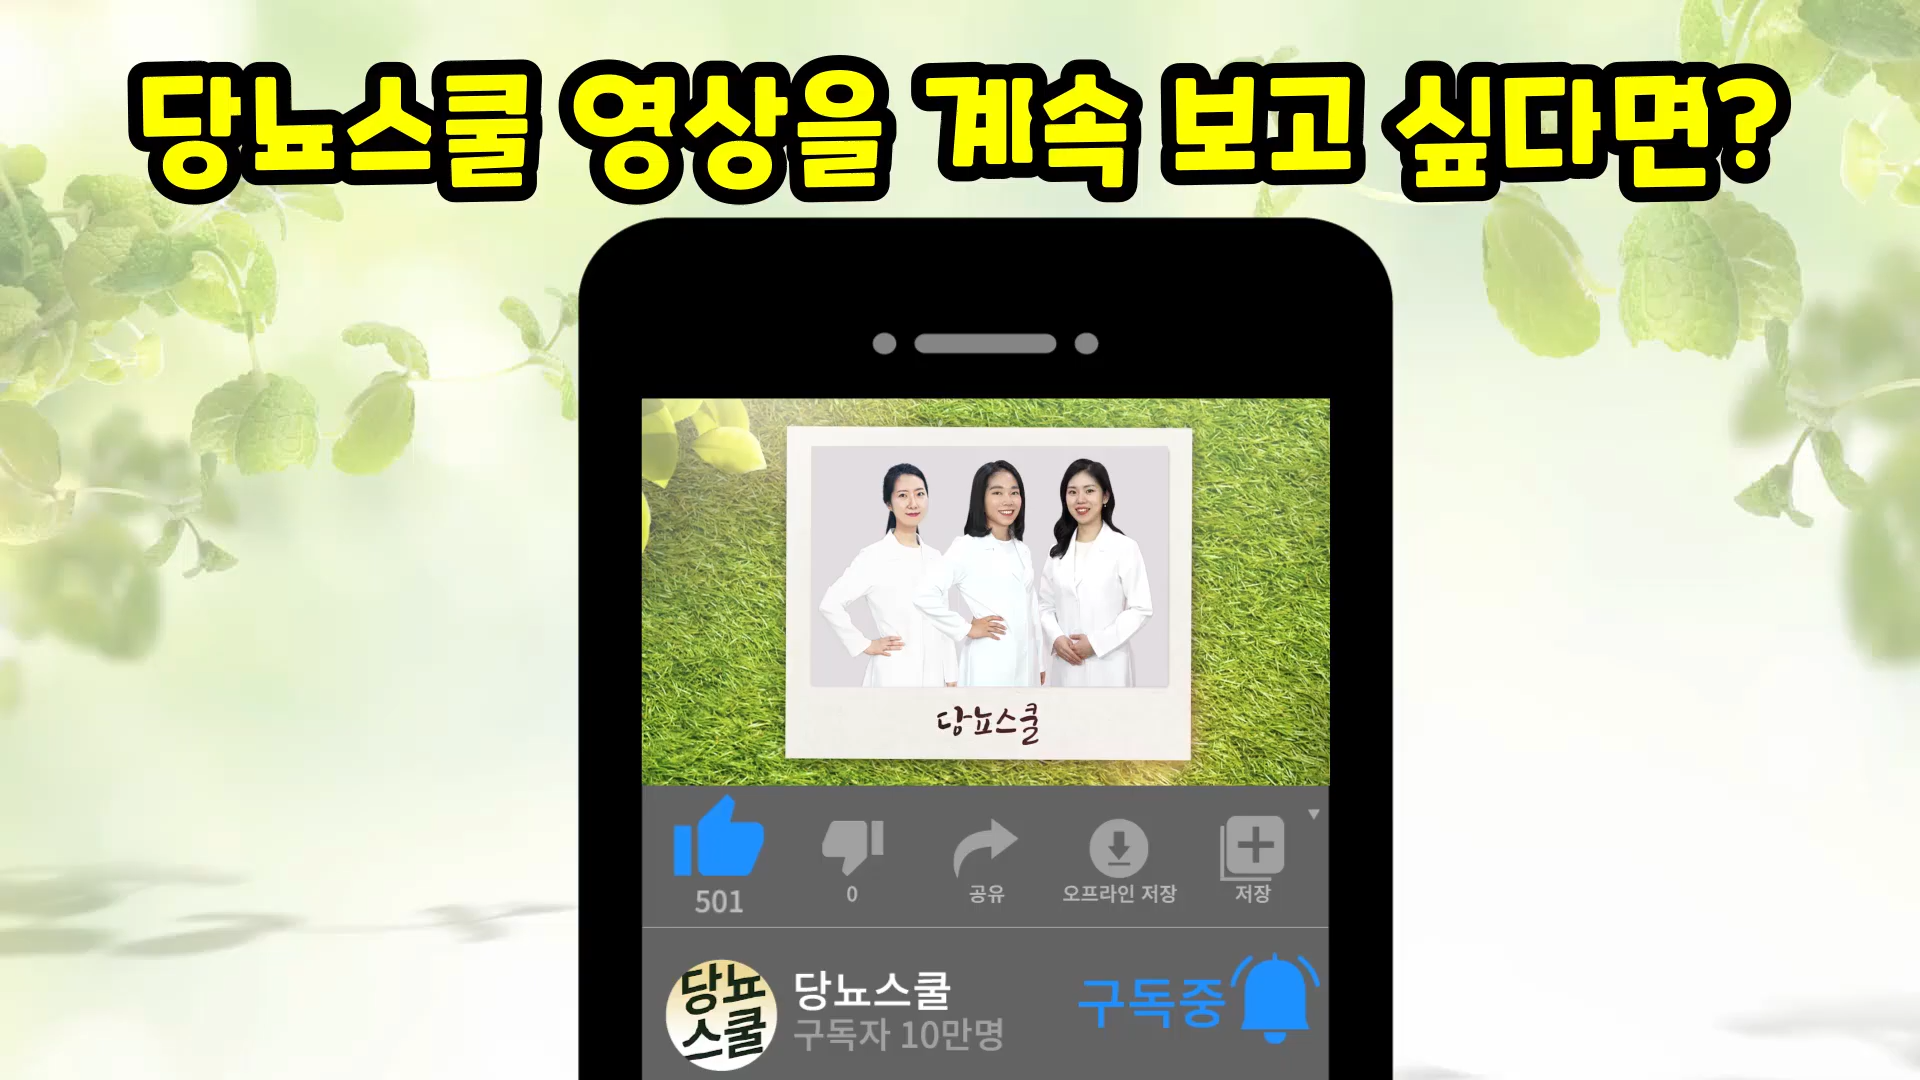 당뇨스쿨 영상을 계속 보고 싶다면?
당뇨스쿨
501
0
공유
오프라인 저장
저장
당뇨
스쿨
당뇨스쿨
구독자 10만명
구독중